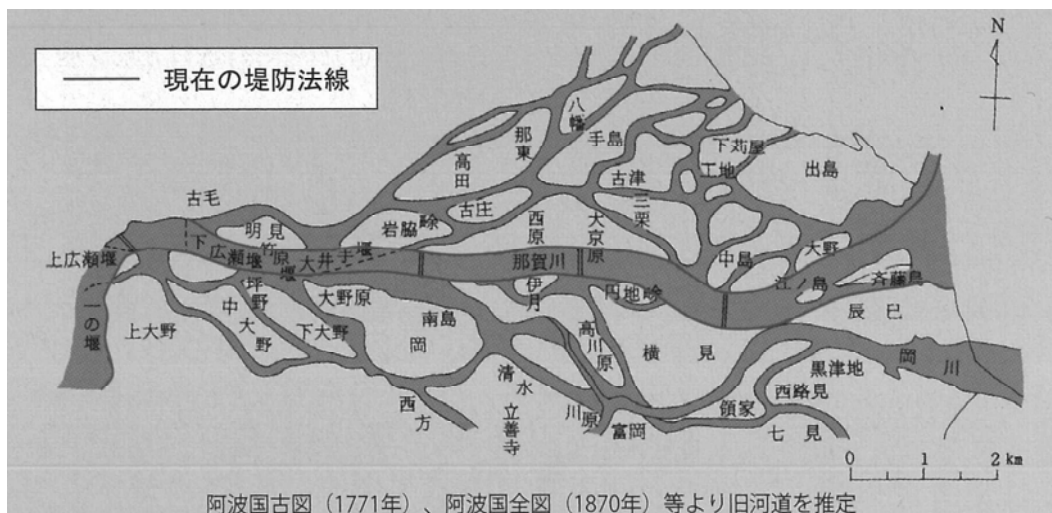 現在の堤防法線
N
八幡
那東
手島
下苅屋
工地
出島
高田
古津
古庄
三栗
古毛
岩脇
西原
大京原
明見
竹原堰
大野
上広瀬堰
下広瀬堰
大井手堰
那賀川
中島
江ノ島
斉藤島
坪野
大野原
伊月
円地
辰巳
一の堰
上大野
中大野
下大野
南島
岡
高川原
横見
黒津地
岡川
清水
西路見
領家
西方
立善寺
川原
富岡
七見
0 1 2 km
阿波国古図（1771年）、阿波国全図（1870年）等より旧河道を推定